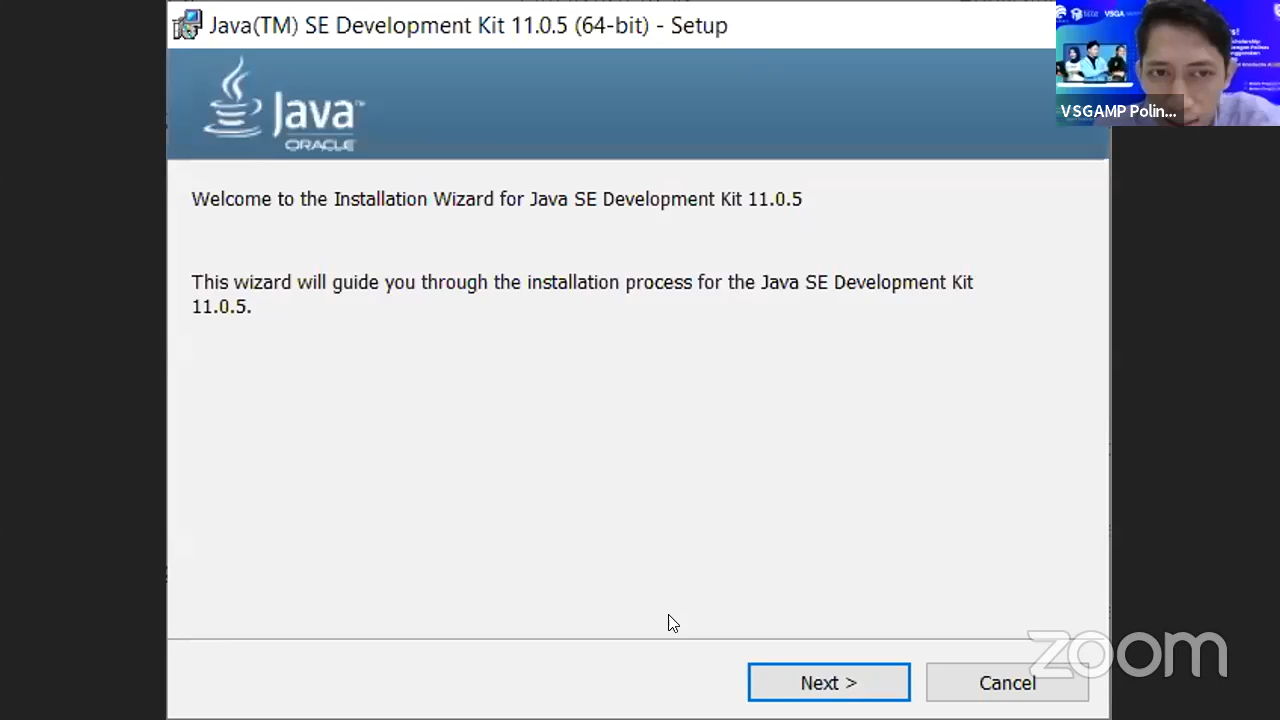 Java(TM) SE Development Kit 11.0.5 (64-bit) - Setup
Java™
ORACLE
Welcome to the Installation Wizard for Java SE Development Kit 11.0.5
This wizard will guide you through the installation process for the Java SE Development Kit
11.0.5.
Next >
Cancel
VSGA
VSGAMP Polin...
zoom